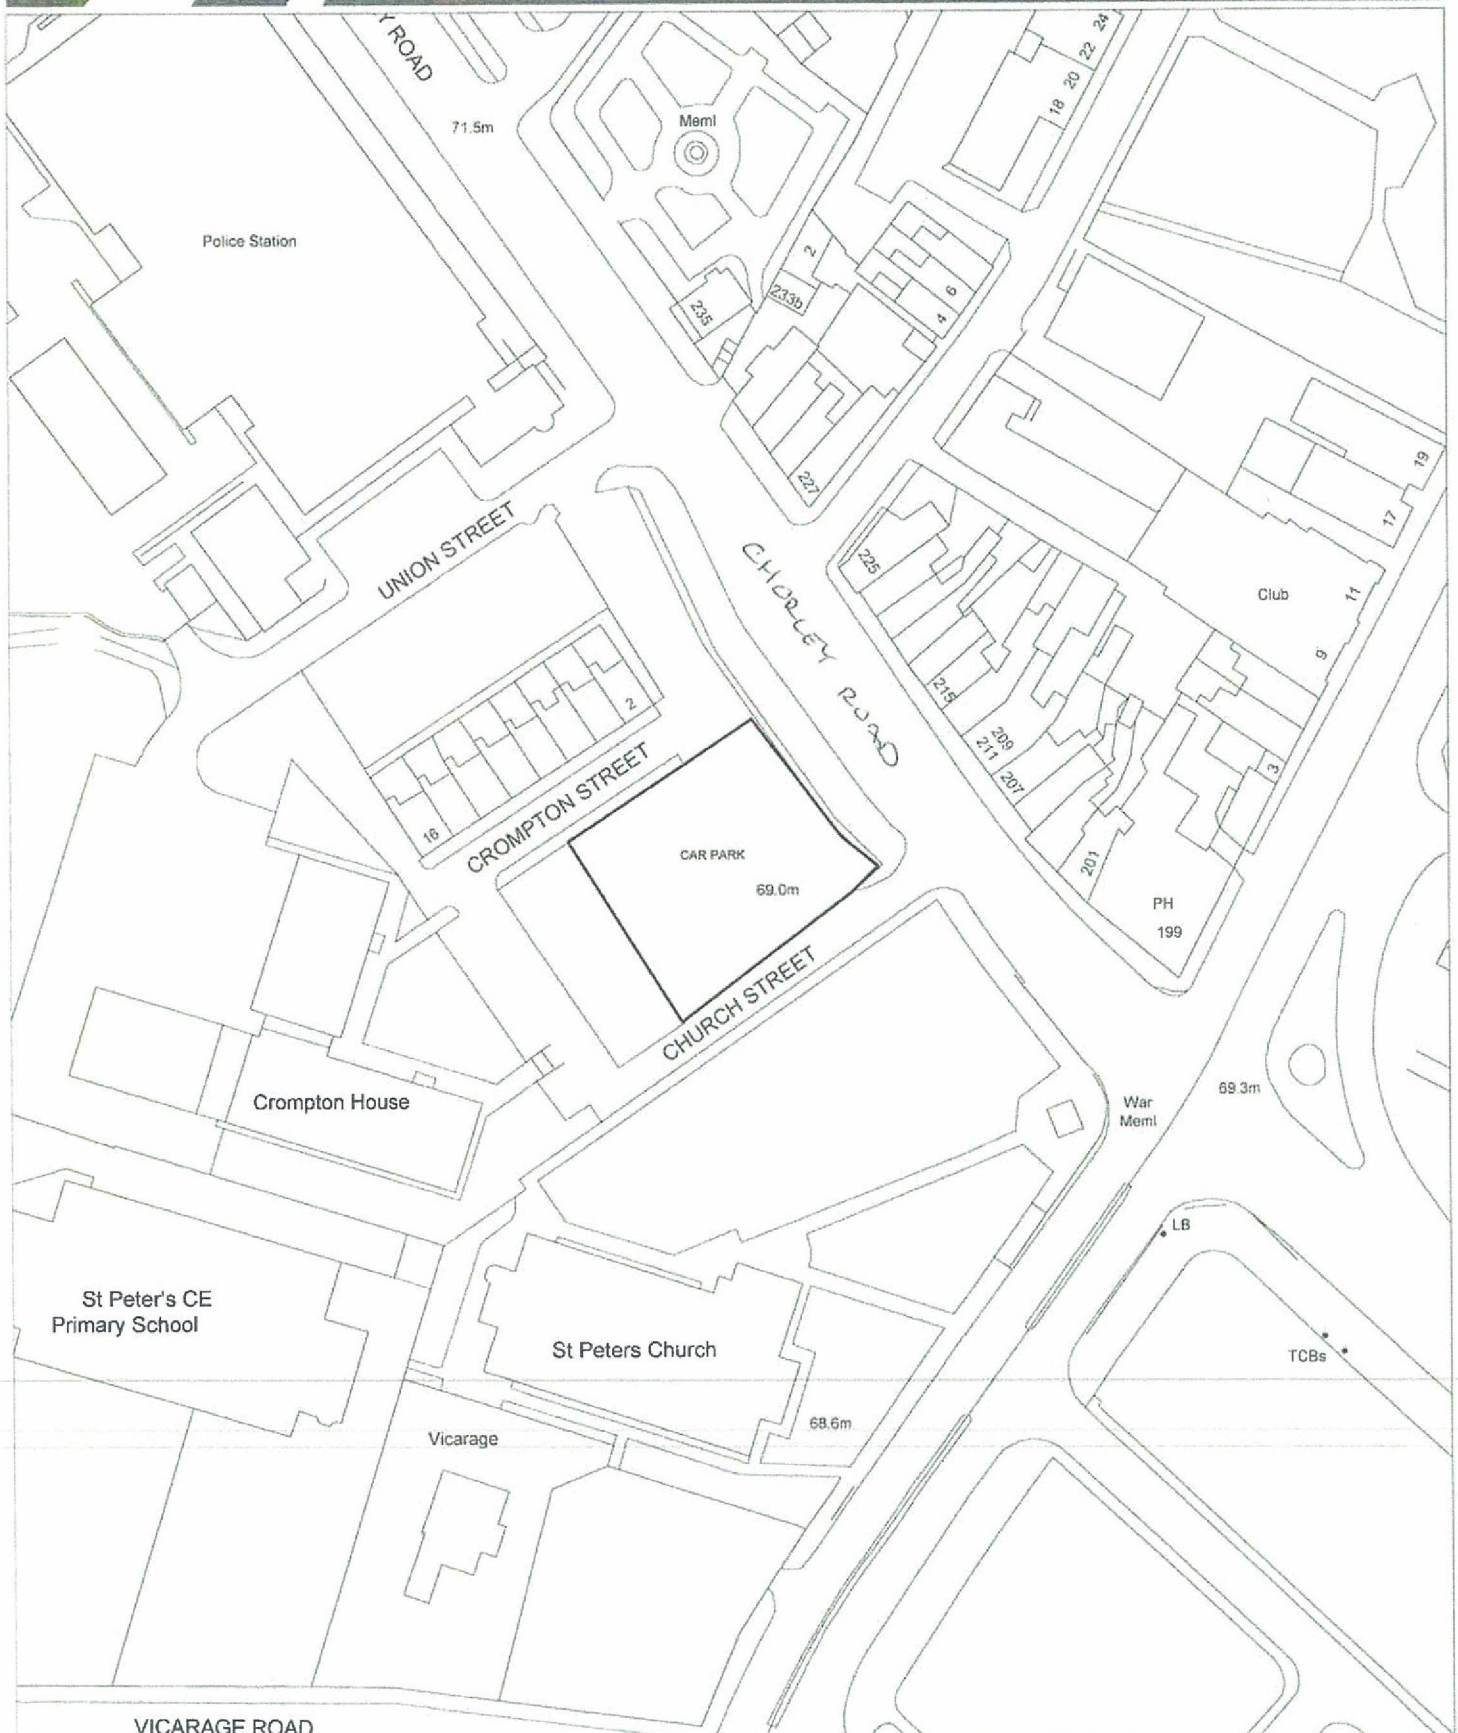 Y ROAD
71.5m
Meml
24
22
20
18
Police Station
2
233b
235
6
4
227
19
17
UNION STREET
225
CHORLEY ROAD
Club
11
9
215
2
209
211
207
3
16
CROMPTON STREET
CAR PARK
69.0m
201
PH
199
CHURCH STREET
Crompton House
War
Meml
69.3m
LB
St Peter's CE
Primary School
St Peters Church
TCBs
68.6m
Vicarage
VICARAGE ROAD